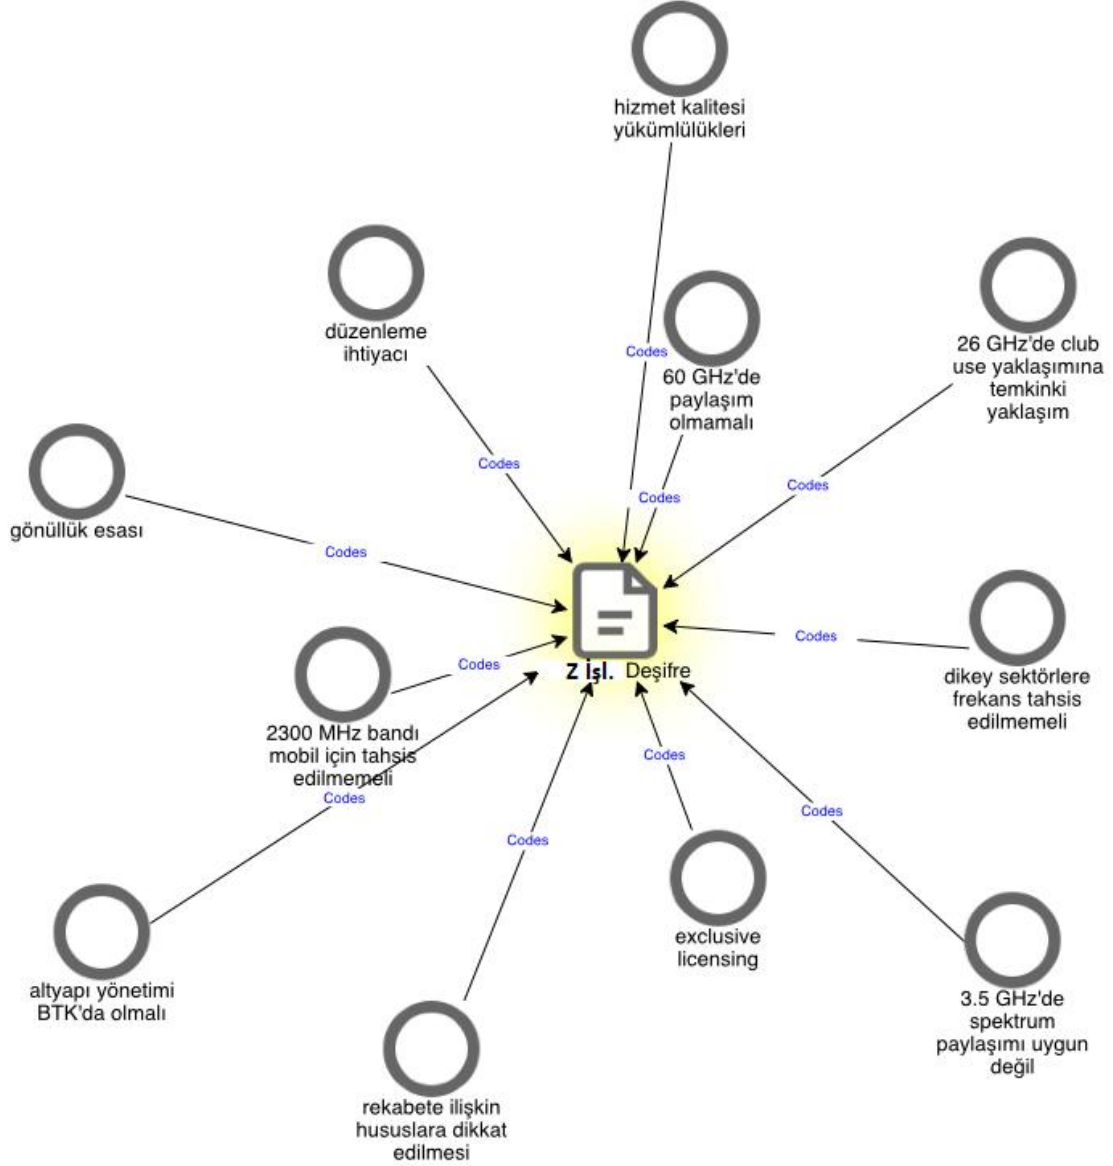 hizmet kalitesi
yükümlülükleri
düzenleme
ihtiyacı
Codes
60 GHz'de
paylaşım
olmamalı
26 GHz'de club
use yaklaşımına
temkinki
yaklaşım
Codes
Codes
Codes
gönüllük esası
Codes
Codes
dikey sektörlere
frekans tahsis
edilmemeli
Codes
Z İşl. Deşifre
2300 MHz bandı
mobil için tahsis
edilmemeli
Codes
Codes
Codes
Codes
exclusive
licensing
altyapı yönetimi
BTK'da olmalı
3.5 GHz'de
spektrum
paylaşımı uygun
değil
rekabete ilişkin
hususlara dikkat
edilmesi
Codes